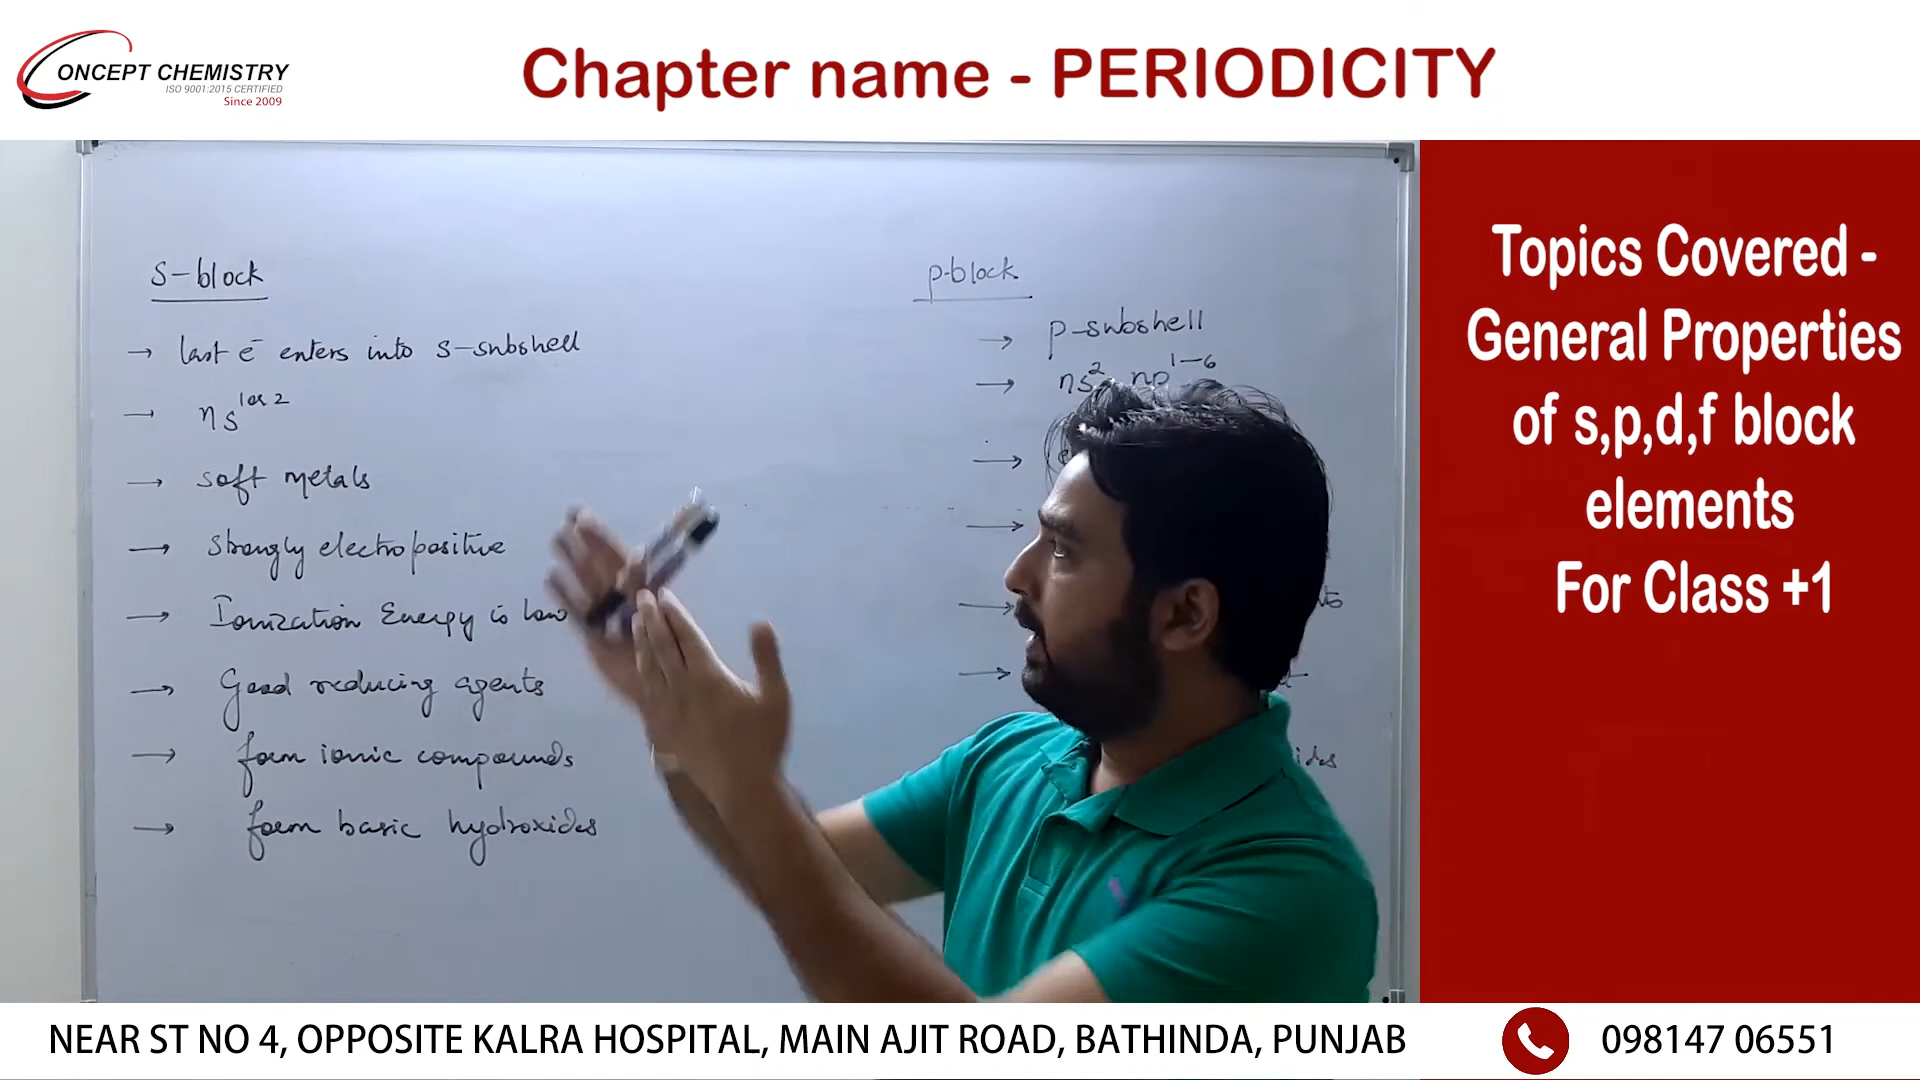 ONCEPT CHEMISTRY
ISO 9001:2015 CERTIFIED
Since 2009
Chapter name - PERIODICITY
s-block
→ last e⁻ enters into s-subshell
→ ns¹ ᵒʳ ²
→ soft metals
→ Strongly electropositive
→ Ionization Energy is low
→ Good reducing agents
→ form ionic compounds
→ form basic hydroxides
p-block
→ p-subshell
→ ns² np¹⁻⁶
→
→
→
→
ides
Topics Covered -
General Properties
of s,p,d,f block
elements
For Class +1
NEAR ST NO 4, OPPOSITE KALRA HOSPITAL, MAIN AJIT ROAD, BATHINDA, PUNJAB
098147 06551